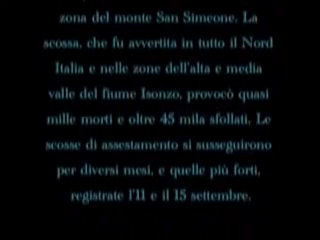 zona del monte San Simeone. La
scossa, che fu avvertita in tutto il Nord
Italia e nelle zone dell'alta e media
valle del fiume Isonzo, provocò quasi
mille morti e oltre 45 mila sfollati. Le
scosse di assestamento si susseguirono
per diversi mesi, e quelle più forti,
registrate l'11 e il 15 settembre,